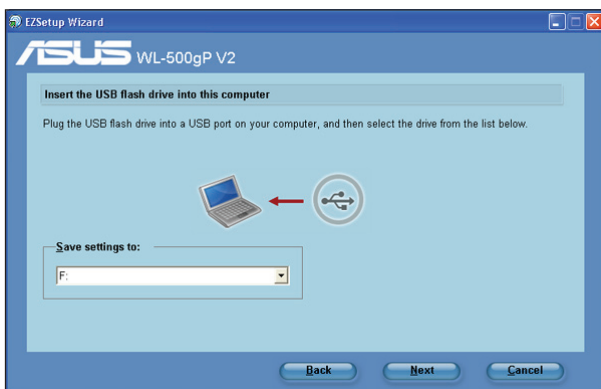 EZSetup Wizard
ASUS WL-500gP V2
Insert the USB flash drive into this computer
Plug the USB flash drive into a USB port on your computer, and then select the drive from the list below.
Save settings to:
F:
Back Next Cancel